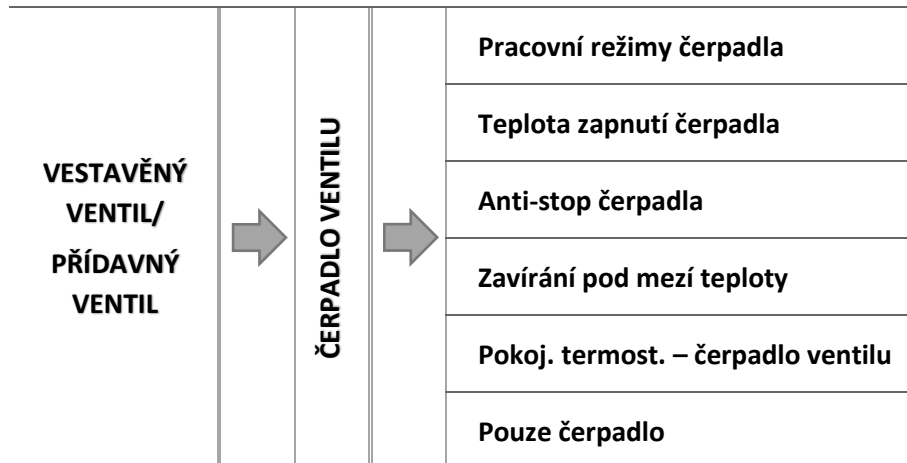 VESTAVĚNÝ
VENTIL/
PŘÍDAVNÝ
VENTIL
ČERPADLO VENTILU
Pracovní režimy čerpadla
Teplota zapnutí čerpadla
Anti-stop čerpadla
Zavírání pod mezí teploty
Pokoj. termost. – čerpadlo ventilu
Pouze čerpadlo